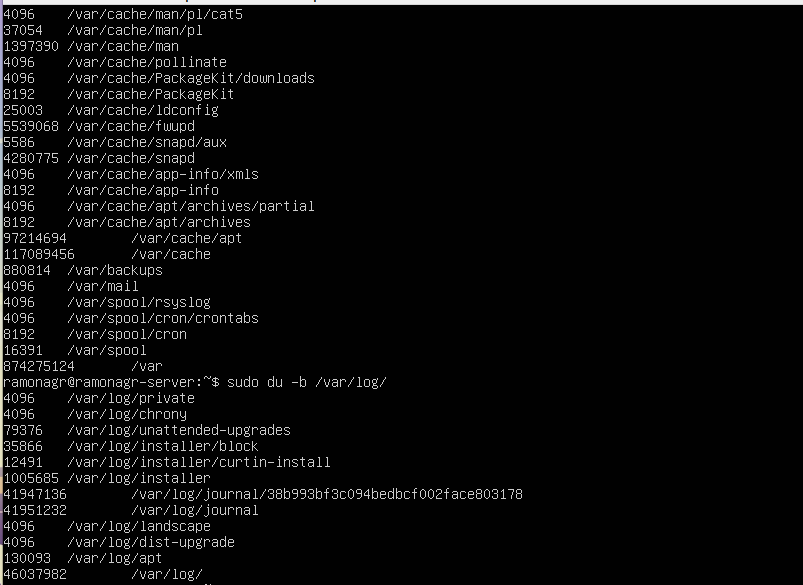 4096 /var/cache/man/pl/cat5
37054 /var/cache/man/pl
1397390 /var/cache/man
4096 /var/cache/pollinate
4096 /var/cache/PackageKit/downloads
8192 /var/cache/PackageKit
25003 /var/cache/ldconfig
5539068 /var/cache/fwupd
5586 /var/cache/snapd/aux
4280775 /var/cache/snapd
4096 /var/cache/app-info/xmls
8192 /var/cache/app-info
4096 /var/cache/apt/archives/partial
8192 /var/cache/apt/archives
97214694 /var/cache/apt
117089456 /var/cache
880814 /var/backups
4096 /var/mail
4096 /var/spool/rsyslog
4096 /var/spool/cron/crontabs
8192 /var/spool/cron
16391 /var/spool
874275124 /var
ramonagr@ramonagr-server:~$ sudo du -b /var/log/
4096 /var/log/private
4096 /var/log/chrony
79376 /var/log/unattended-upgrades
35866 /var/log/installer/block
12491 /var/log/installer/curtin-install
1005685 /var/log/installer
41947136 /var/log/journal/38b993bf3c094bedbcf002face803178
41951232 /var/log/journal
4096 /var/log/landscape
4096 /var/log/dist-upgrade
130093 /var/log/apt
46037982 /var/log/